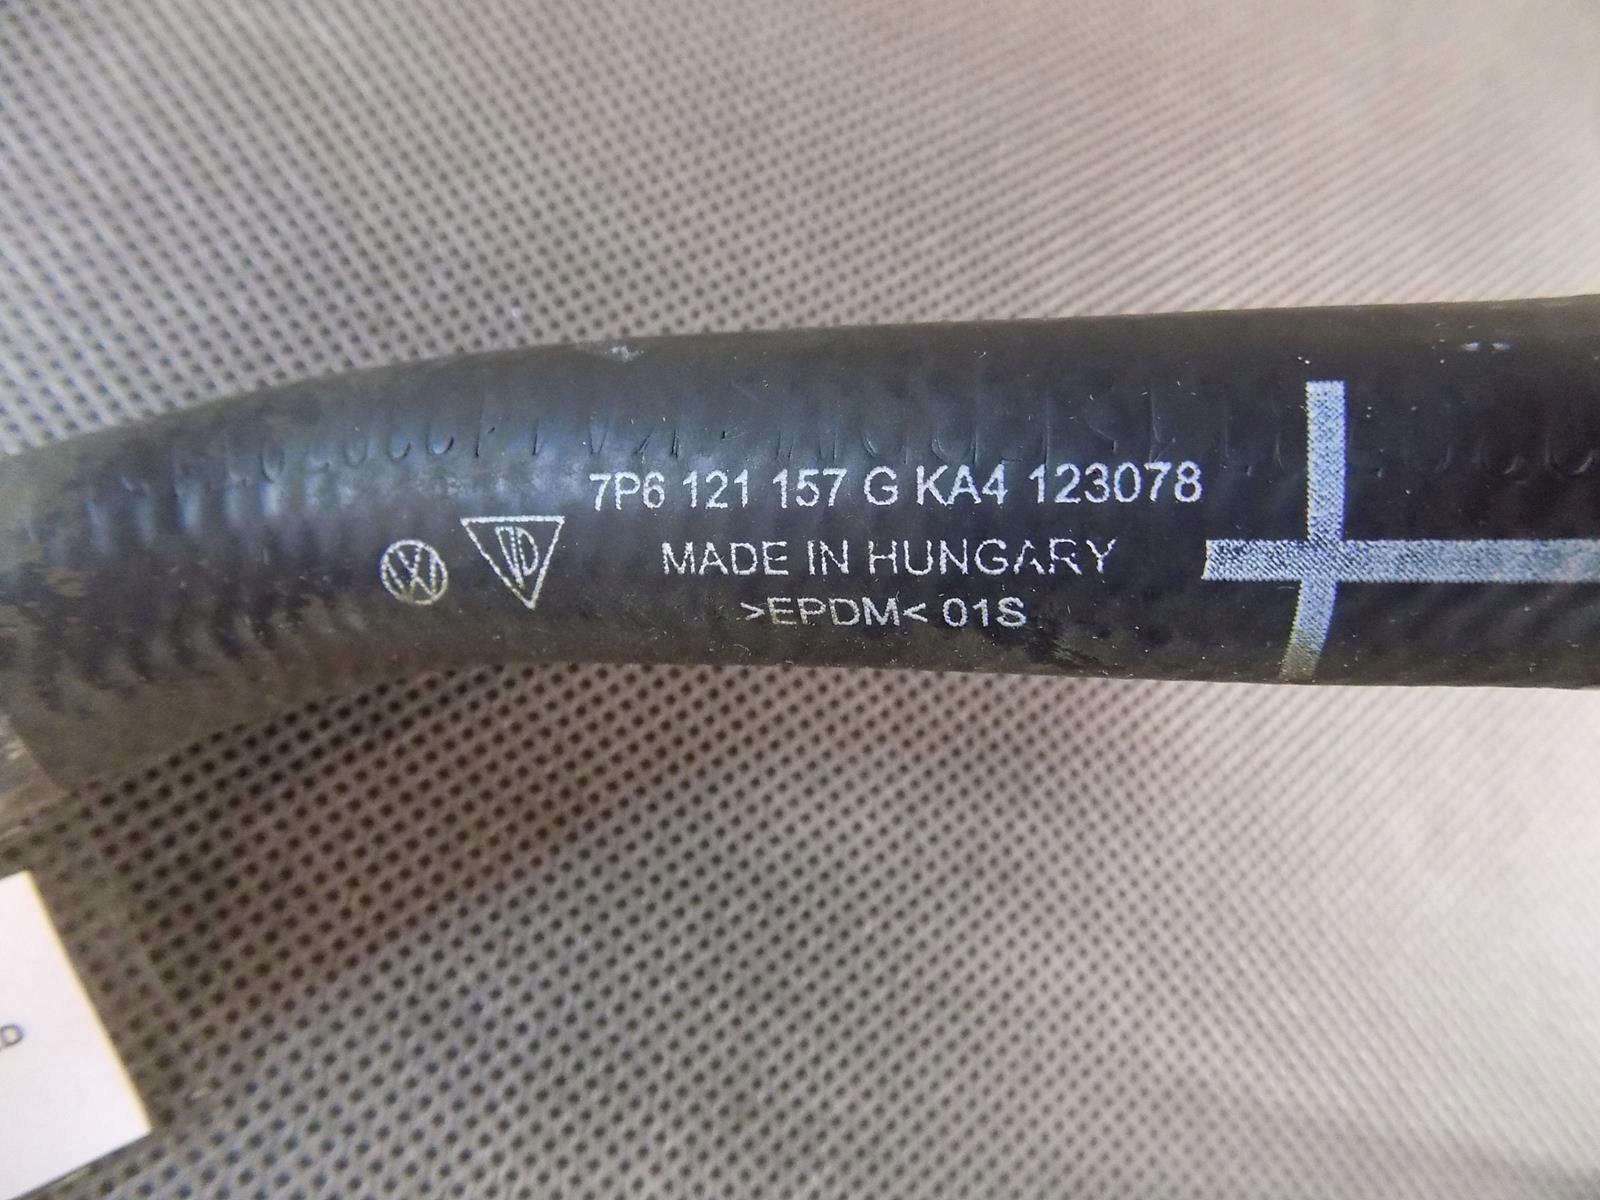 7P6 121 157 G KA4 123078
MADE IN HUNGARY
>EPDM< 01S